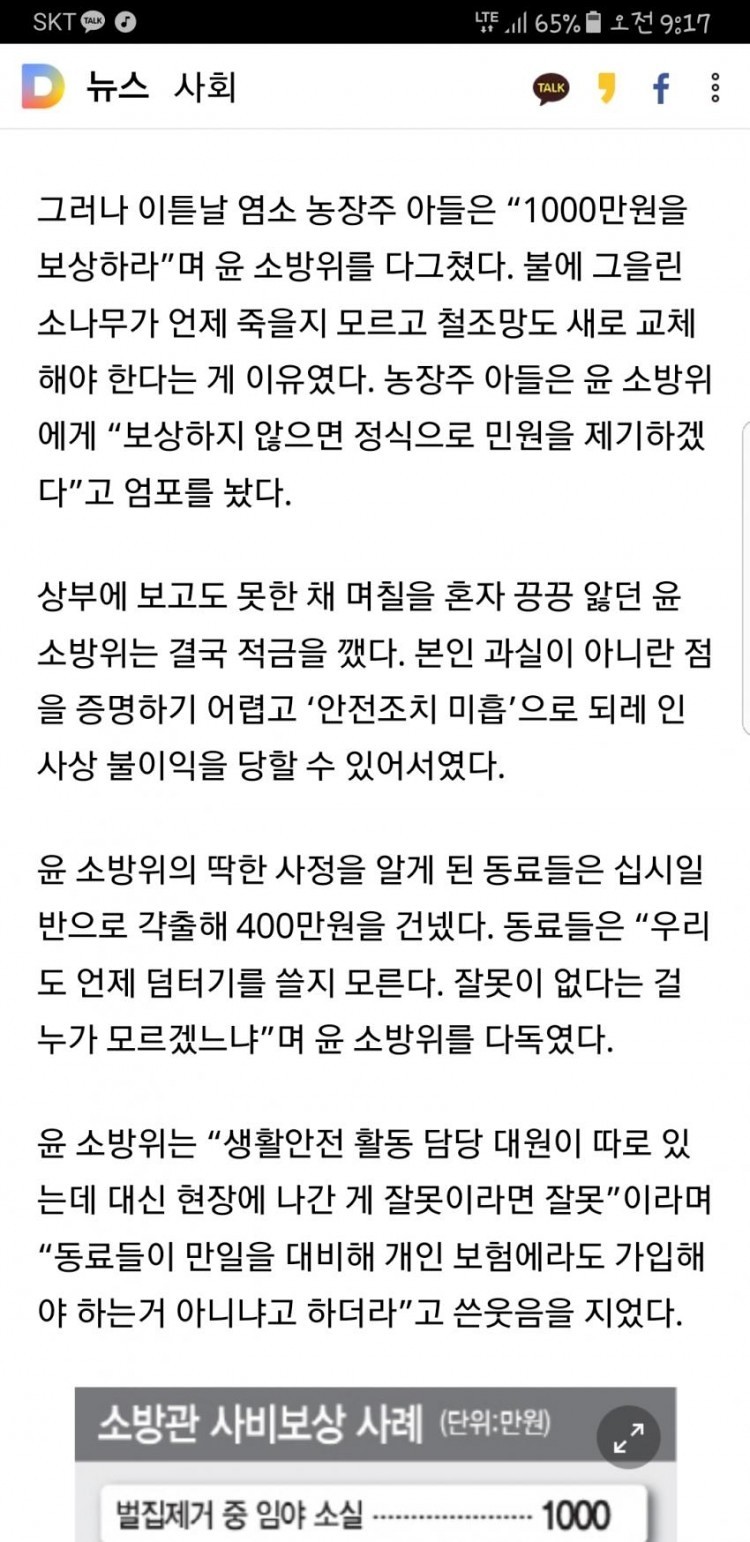 SKT TALK LTE 65% 오전 9:17
뉴스 사회 TALK
그러나 이튿날 염소 농장주 아들은 “1000만원을
보상하라”며 윤 소방위를 다그쳤다. 불에 그을린
소나무가 언제 죽을지 모르고 철조망도 새로 교체
해야 한다는 게 이유였다. 농장주 아들은 윤 소방위
에게 “보상하지 않으면 정식으로 민원을 제기하겠
다”고 엄포를 놨다.
상부에 보고도 못한 채 며칠을 혼자 끙끙 앓던 윤
소방위는 결국 적금을 깼다. 본인 과실이 아니란 점
을 증명하기 어렵고 ‘안전조치 미흡’으로 되레 인
사상 불이익을 당할 수 있어서였다.
윤 소방위의 딱한 사정을 알게 된 동료들은 십시일
반으로 갹출해 400만원을 건넸다. 동료들은 “우리
도 언제 덤터기를 쓸지 모른다. 잘못이 없다는 걸
누가 모르겠느냐”며 윤 소방위를 다독였다.
윤 소방위는 “생활안전 활동 담당 대원이 따로 있
는데 대신 현장에 나간 게 잘못이라면 잘못”이라며
“동료들이 만일을 대비해 개인 보험에라도 가입해
야 하는거 아니냐고 하더라”고 쓴웃음을 지었다.
소방관 사비보상 사례 (단위:만원)
벌집제거 중 임야 소실 ···················· 1000